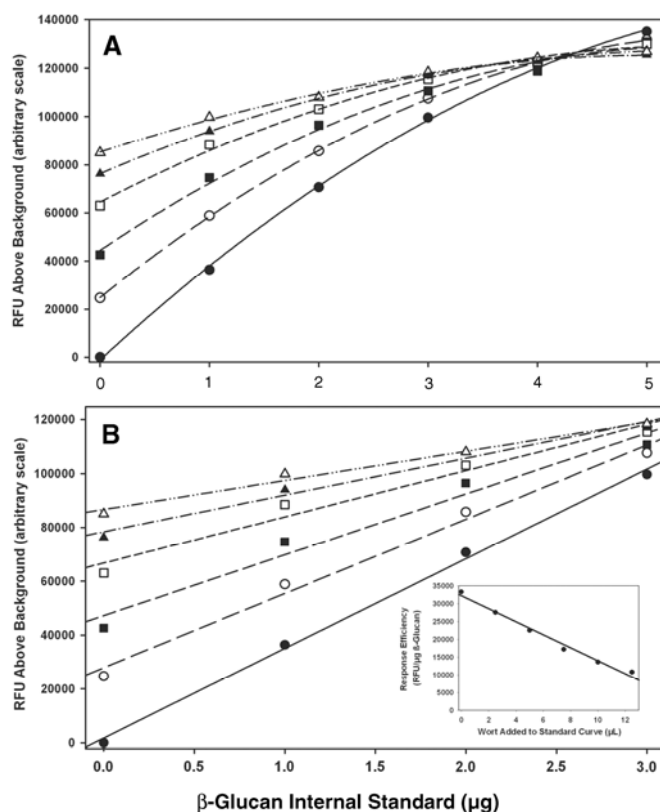 A
RFU Above Background (arbitrary scale)
140000
120000
100000
80000
60000
40000
20000
0
0 1 2 3 4 5
B
RFU Above Background (arbitrary scale)
120000
100000
80000
60000
40000
20000
0
0.0 0.5 1.0 1.5 2.0 2.5 3.0
Response Efficiency
(RFU/µg ß-Glucan)
35000
30000
25000
20000
15000
10000
5000
0
0 2 4 6 8 10 12
Wort Added to Standard Curve (µL)
β-Glucan Internal Standard (µg)